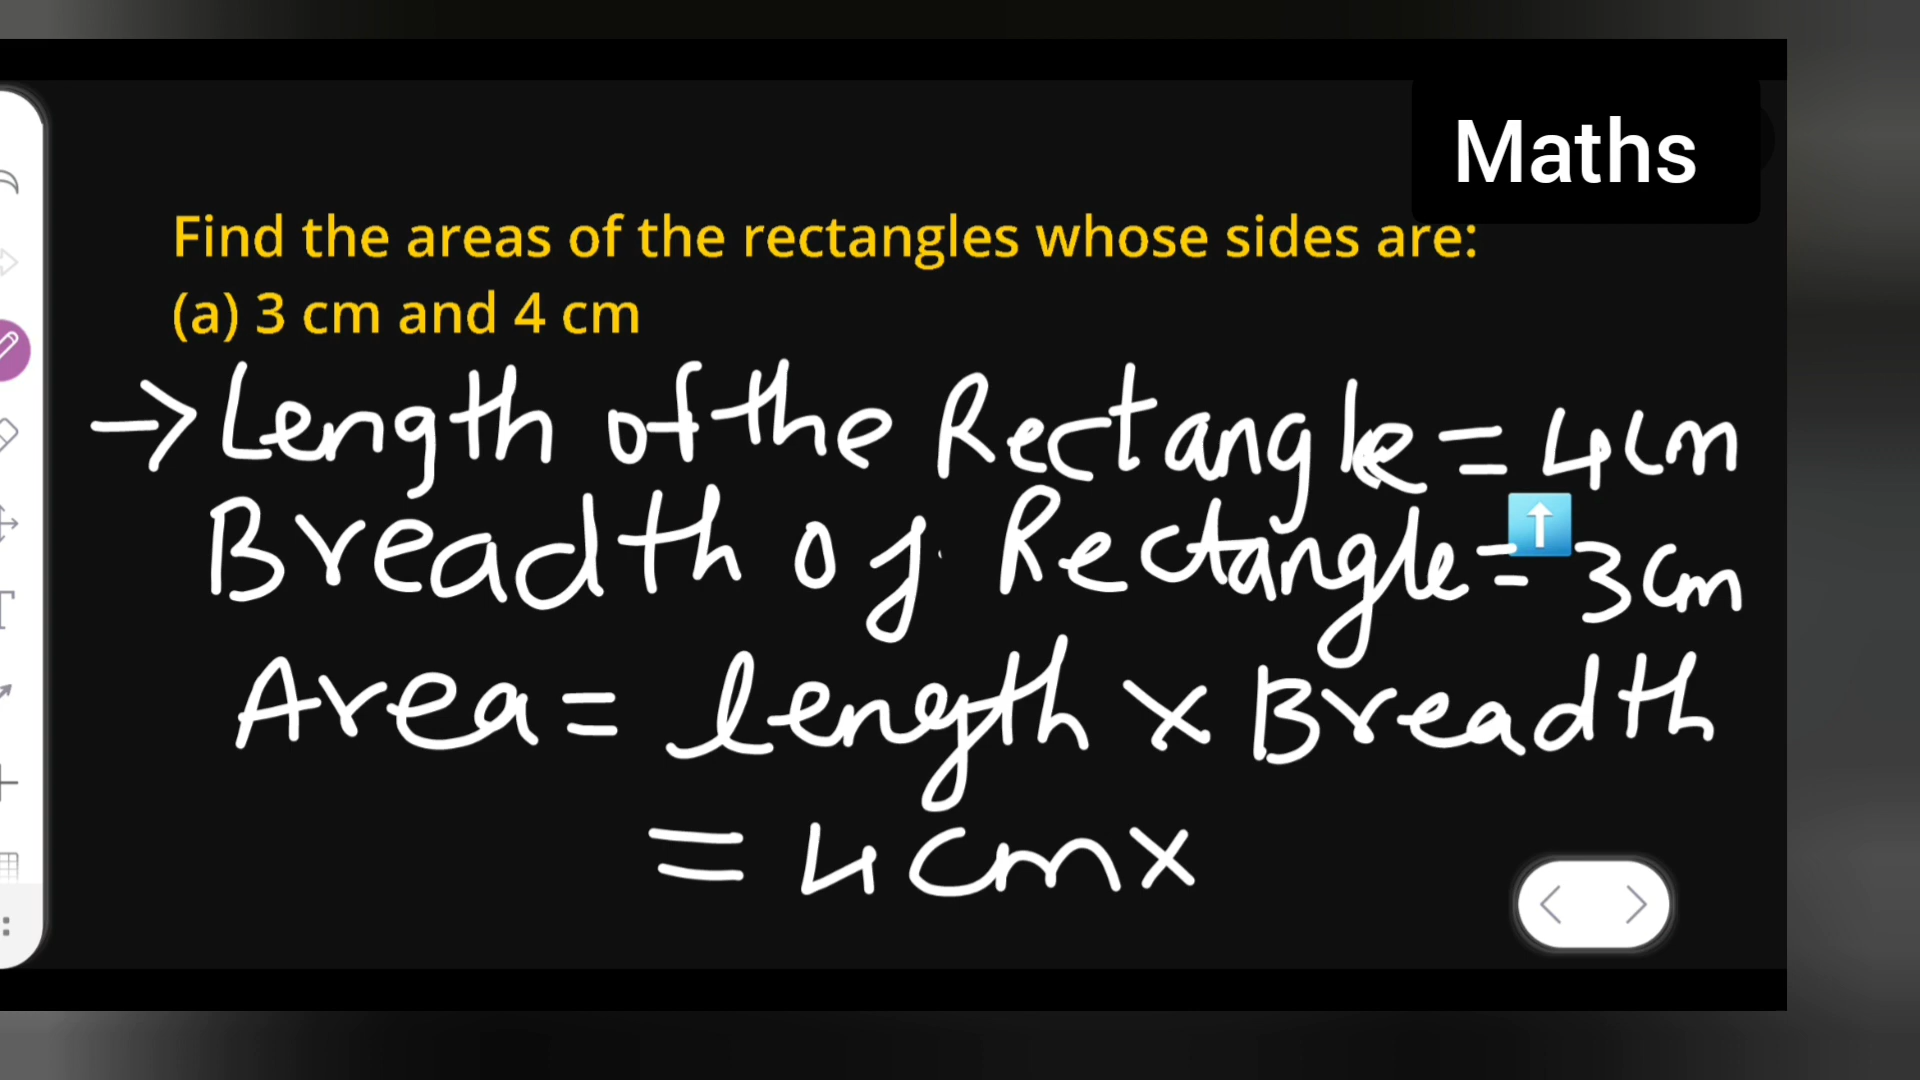 Maths
Find the areas of the rectangles whose sides are:
(a) 3 cm and 4 cm
→ Length of the Rectangle = 4cm
Breadth of Rectangle = 3cm
Area = length × Breadth
= 4cm ×